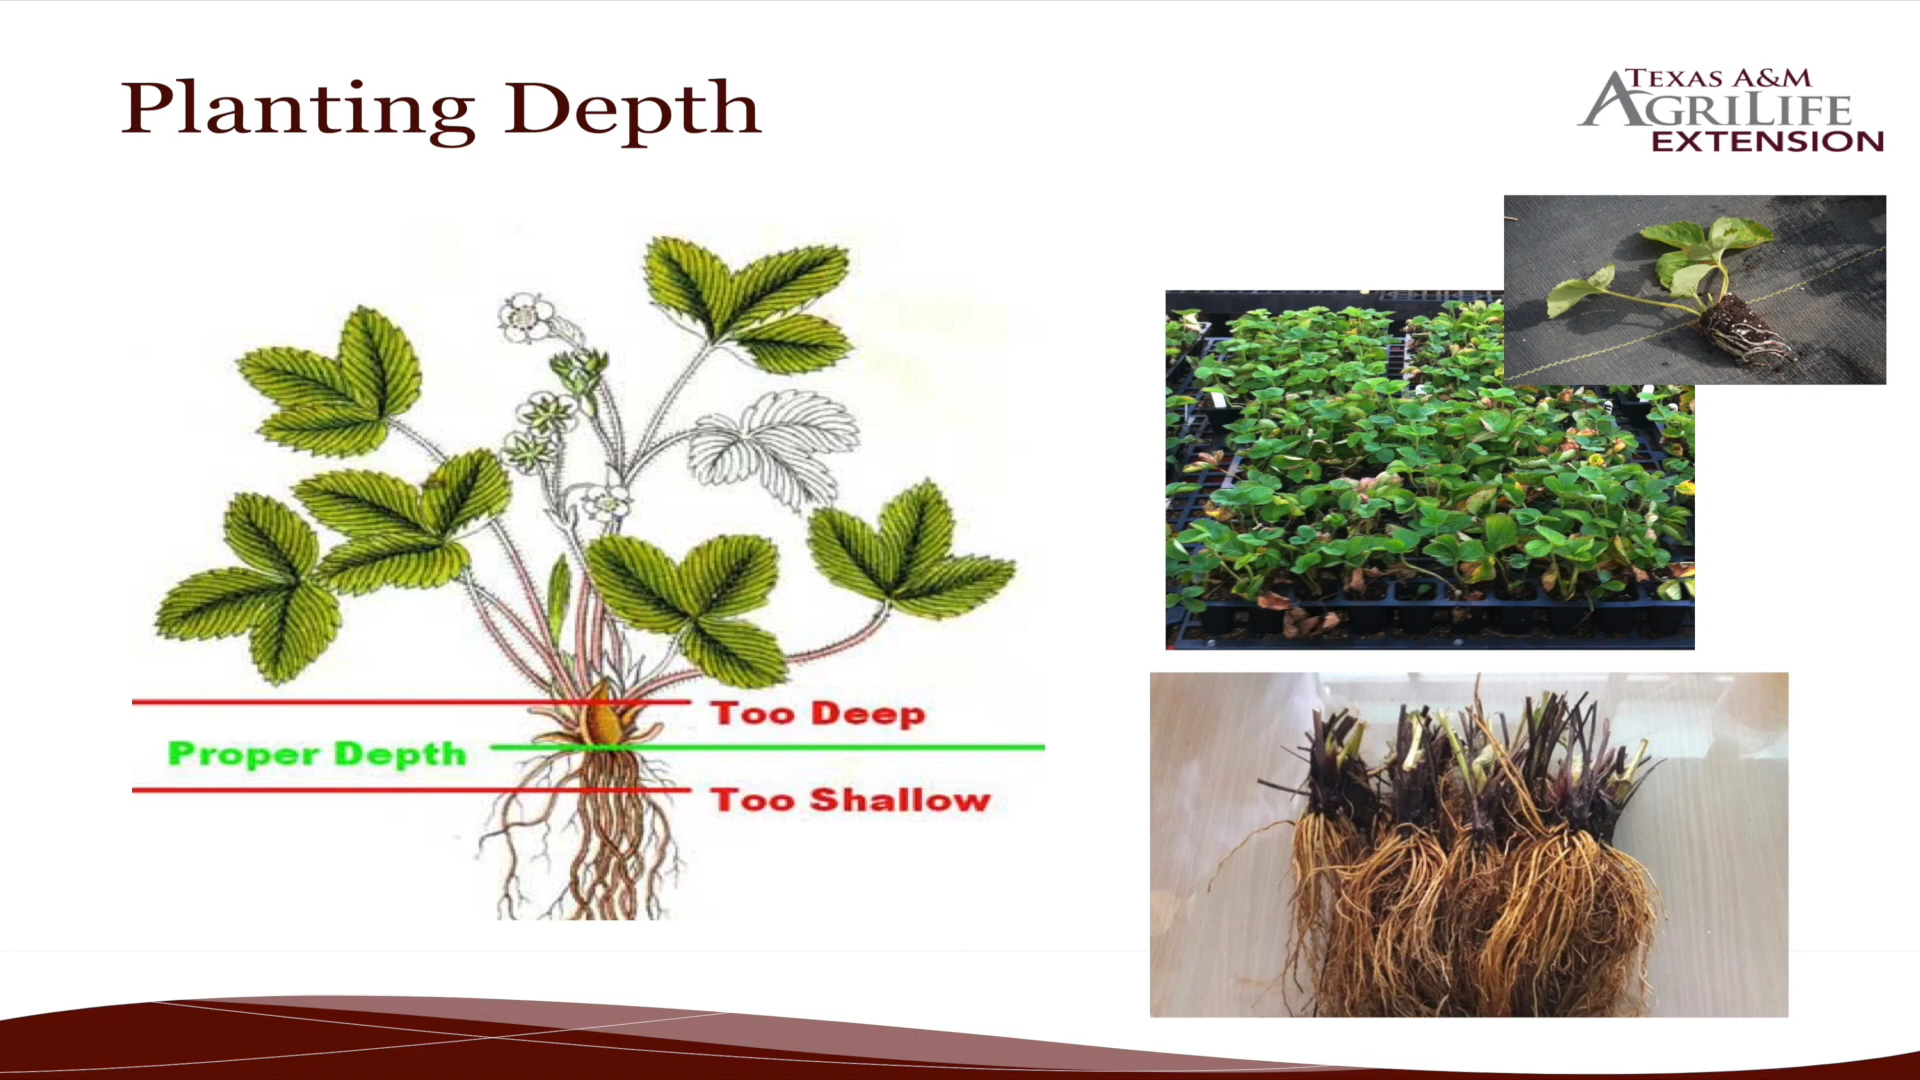 Planting Depth
TEXAS A&M
AGRILIFE
EXTENSION
Too Deep
Proper Depth
Too Shallow